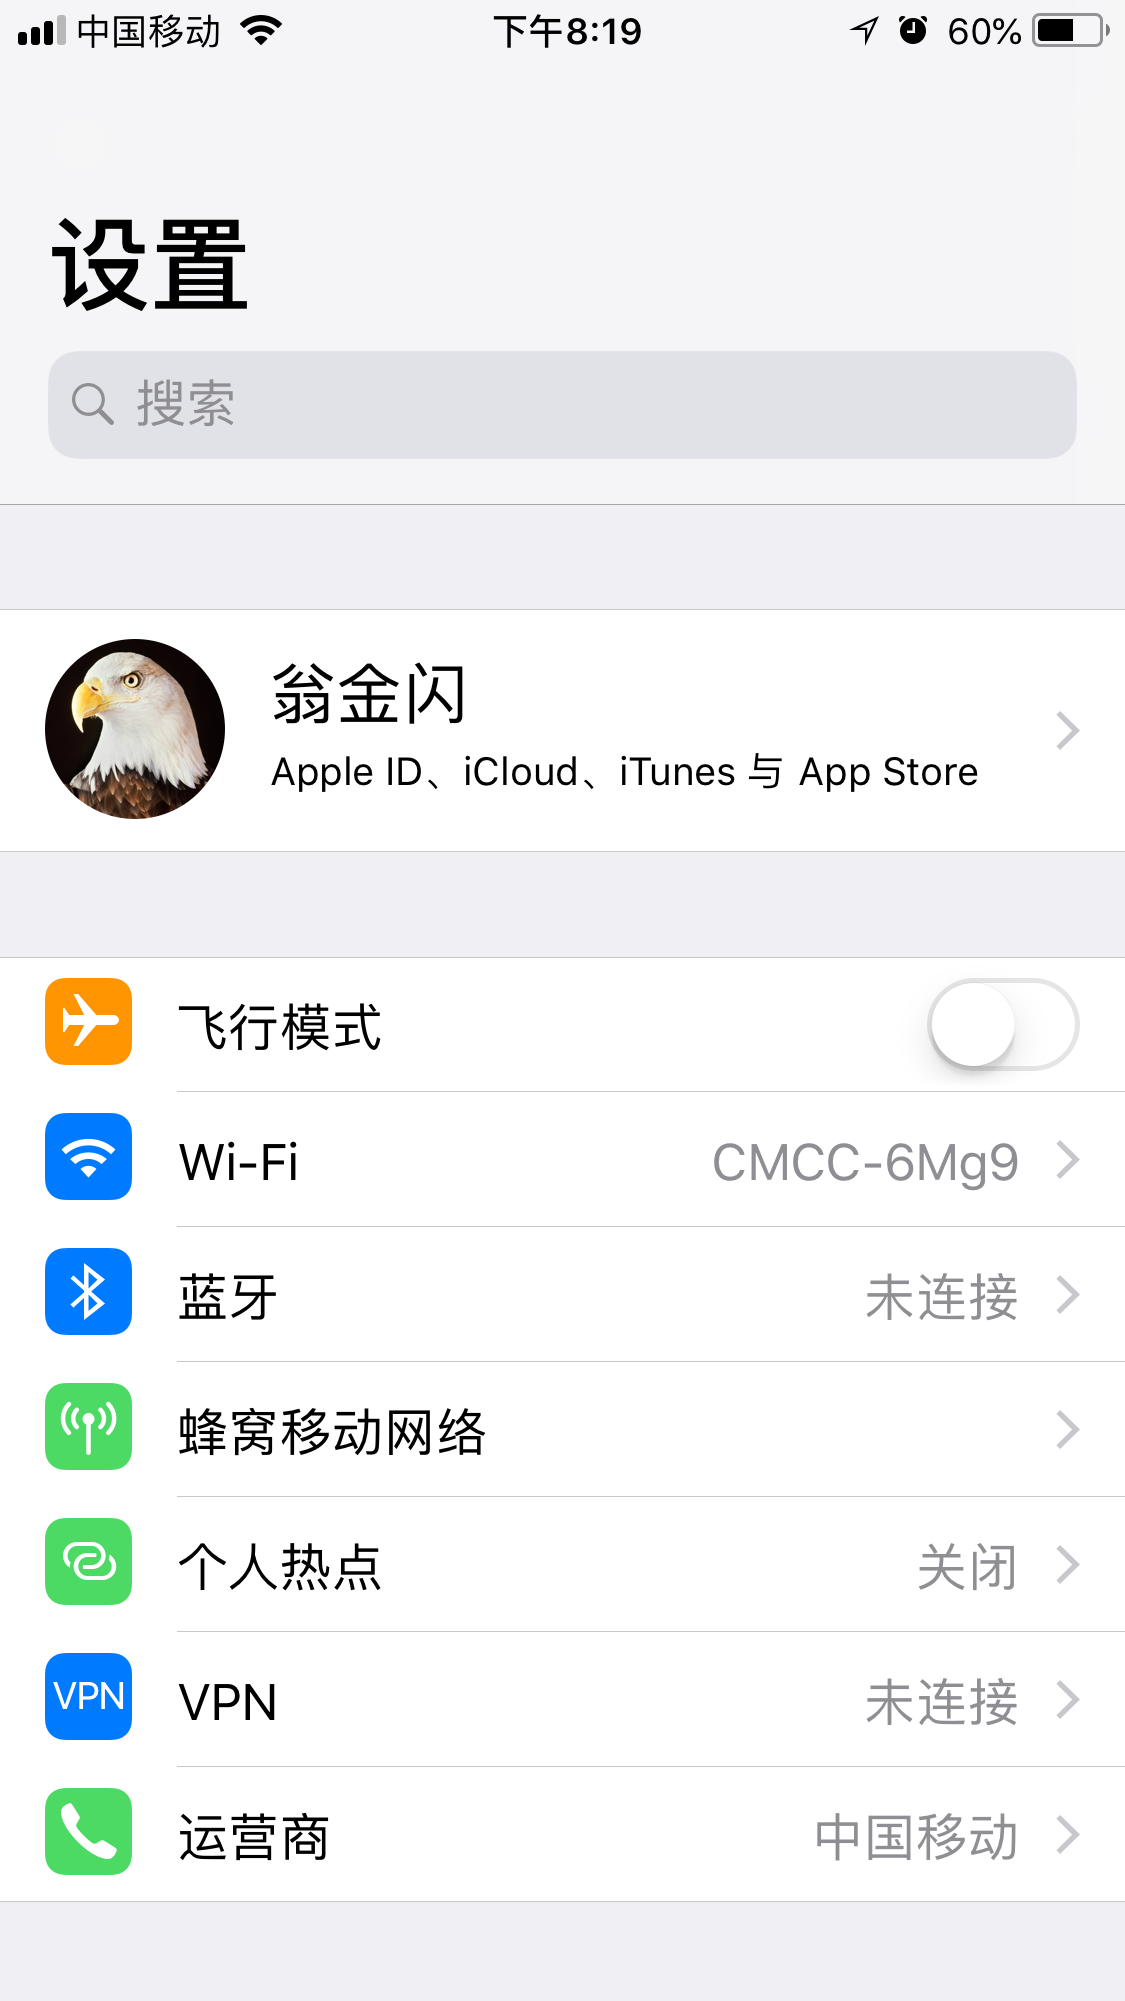 中国移动 下午8:19 60%
设置
搜索
翁金闪
Apple ID、iCloud、iTunes 与 App Store
飞行模式
Wi-Fi CMCC-6Mg9
蓝牙 未连接
蜂窝移动网络
个人热点 关闭
VPN VPN 未连接
运营商 中国移动